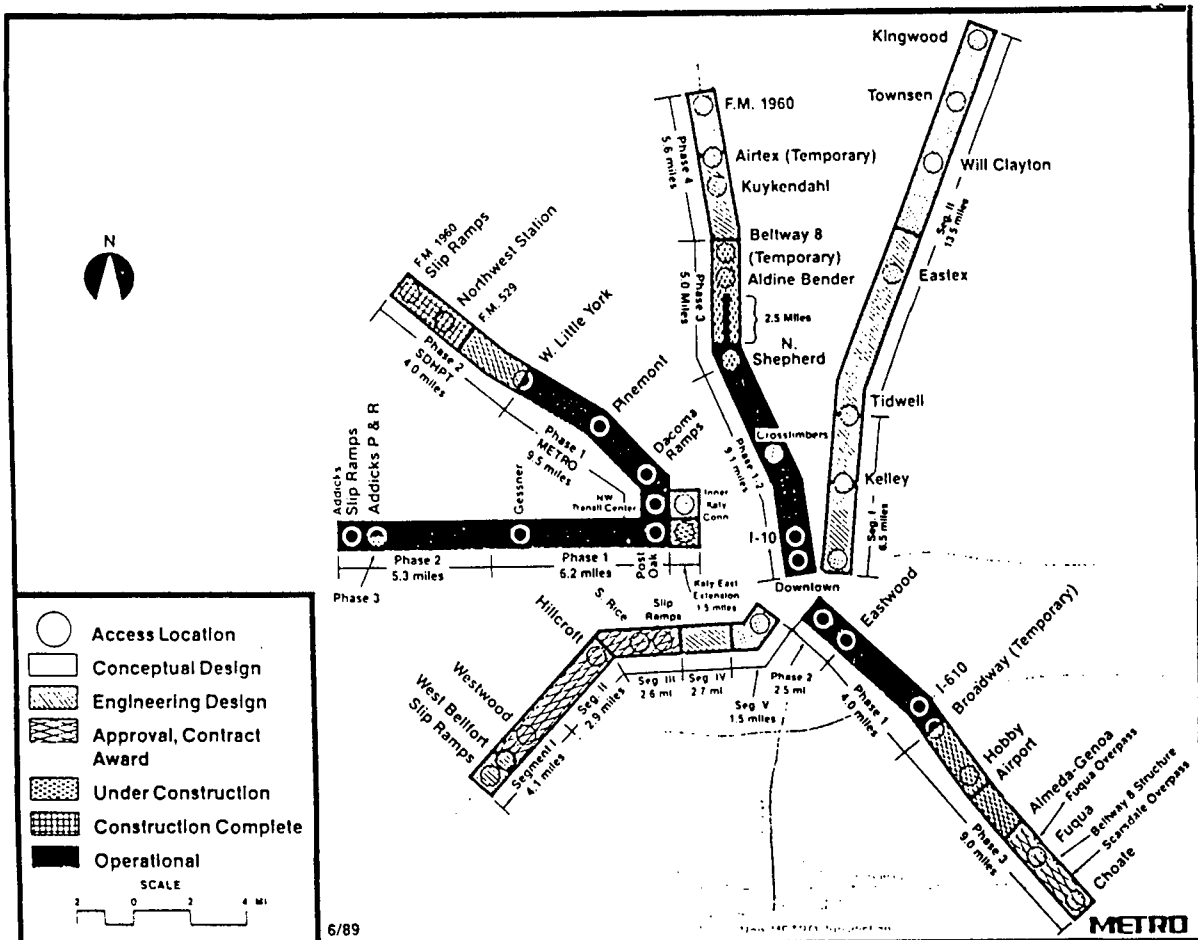 Kingwood
Townsen
Will Clayton
Seg. II
13.5 miles
Eastex
Tidwell
Kelley
Seg. I
6.5 miles
F.M. 1960
Airtex (Temporary)
Kuykendahl
Phase 4
5.6 miles
Beltway 8
(Temporary)
Aldine Bender
Phase 3
5.0 Miles
2.5 Miles
N.
Shepherd
Crosstimbers
Phase 1-2
9.1 miles
I-10
Downtown
N
F.M. 1960
Slip Ramps
Northwest Station
F.M. 529
W. Little York
Pinemont
Dacoma
Ramps
Phase 2
SDHPT
4.0 miles
Phase 1
METRO
9.5 miles
NW
Transit Center
Inner
Katy
Conn
Addicks
Slip Ramps
Addicks P & R
Gessner
Post
Oak
Phase 2
5.3 miles
Phase 1
6.2 miles
Phase 3
Katy East
Extension
1.5 miles
Hillcroft
S. Rice
Slip
Ramps
Westwood
West Bellfort
Slip Ramps
Segment I
4.1 miles
Seg. II
2.9 miles
Seg. III
2.6 mi
Seg. IV
2.7 mi
Seg. V
1.5 miles
Phase 2
2.5 mi
Eastwood
I-610
Broadway (Temporary)
Phase 1
4.0 miles
Hobby
Airport
Almeda-Genoa
Fuqua Overpass
Fuqua
Beltway 8 Structure
Scarsdale Overpass
Choate
Phase 3
9.0 miles
Access Location
Conceptual Design
Engineering Design
Approval, Contract
Award
Under Construction
Construction Complete
Operational
SCALE
2 0 2 4 MI
6/89
METRO